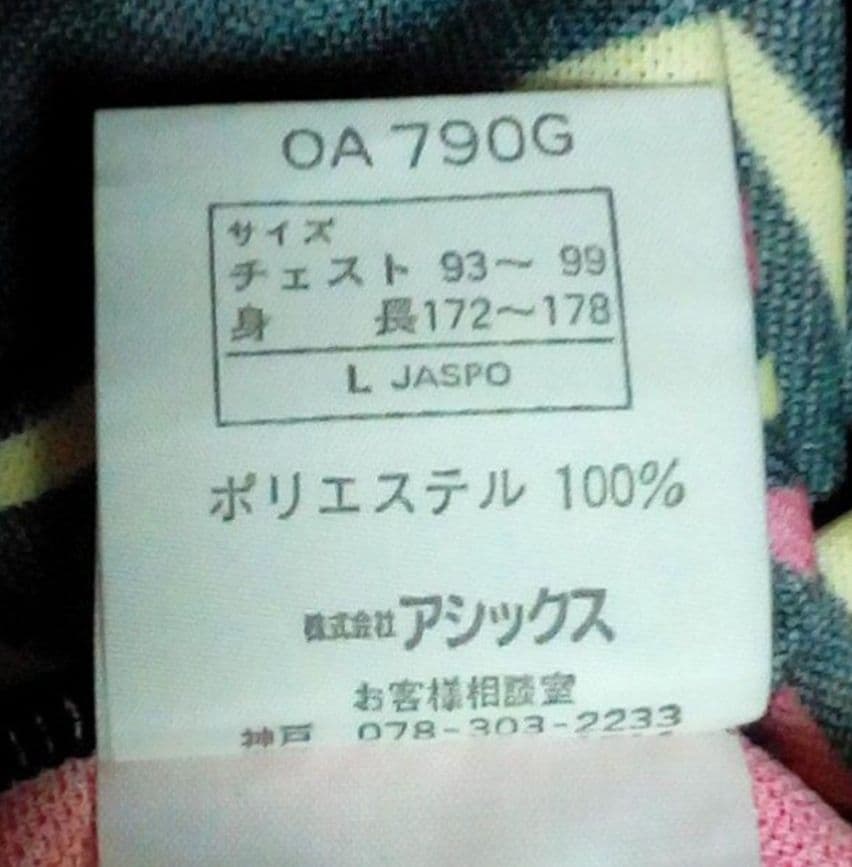 OA 790G
サイズ
チェスト 93～ 99
身 長172～178
L JASPO
ポリエステル 100%
株式会社アシックス
お客様相談室
神戸 078-303-2233